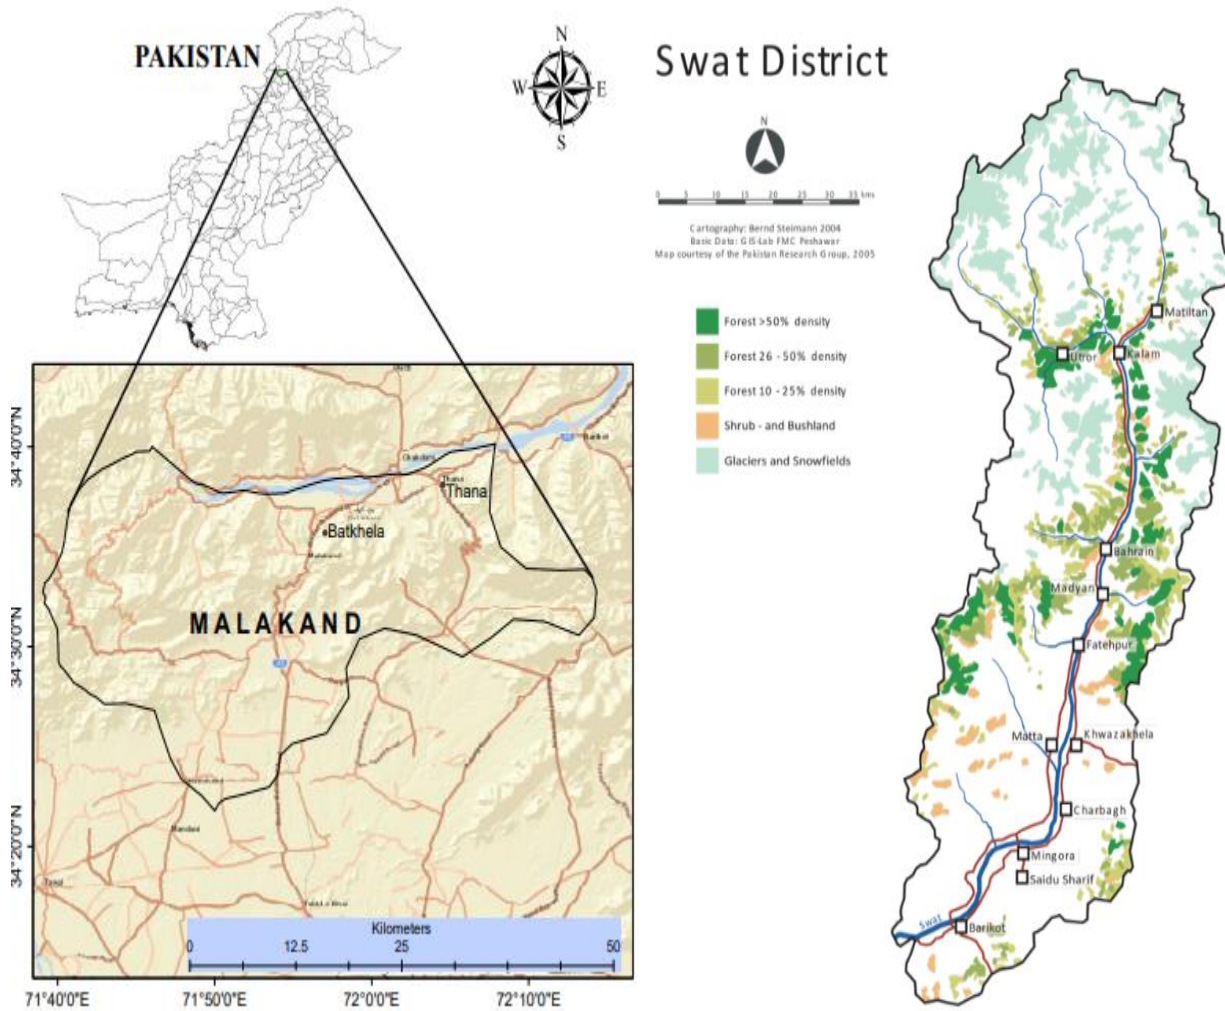 PAKISTAN
N
W
E
S
34°40'0"N
34°30'0"N
34°20'0"N
Chakdara
Barikot
Thana
Thana
Batkhela
Malakand
MALAKAND
Kilometers
0 12.5 25 50
71°40'0"E 71°50'0"E 72°0'0"E 72°10'0"E
Swat District
N
0 5 10 15 20 25 30 35 kms
Cartography: Bernd Steimann 2004
Basic Data: GIS-Lab FMC Peshawar
Map courtesy of the Pakistan Research Group, 2005
Forest >50% density
Forest 26 - 50% density
Forest 10 - 25% density
Shrub - and Bushland
Glaciers and Snowfields
Matiltan
Utror
Kalam
Bahrain
Madyan
Fatehpur
Matta
Khwazakhela
Charbagh
Mingora
Saidu Sharif
Swat
Barikot